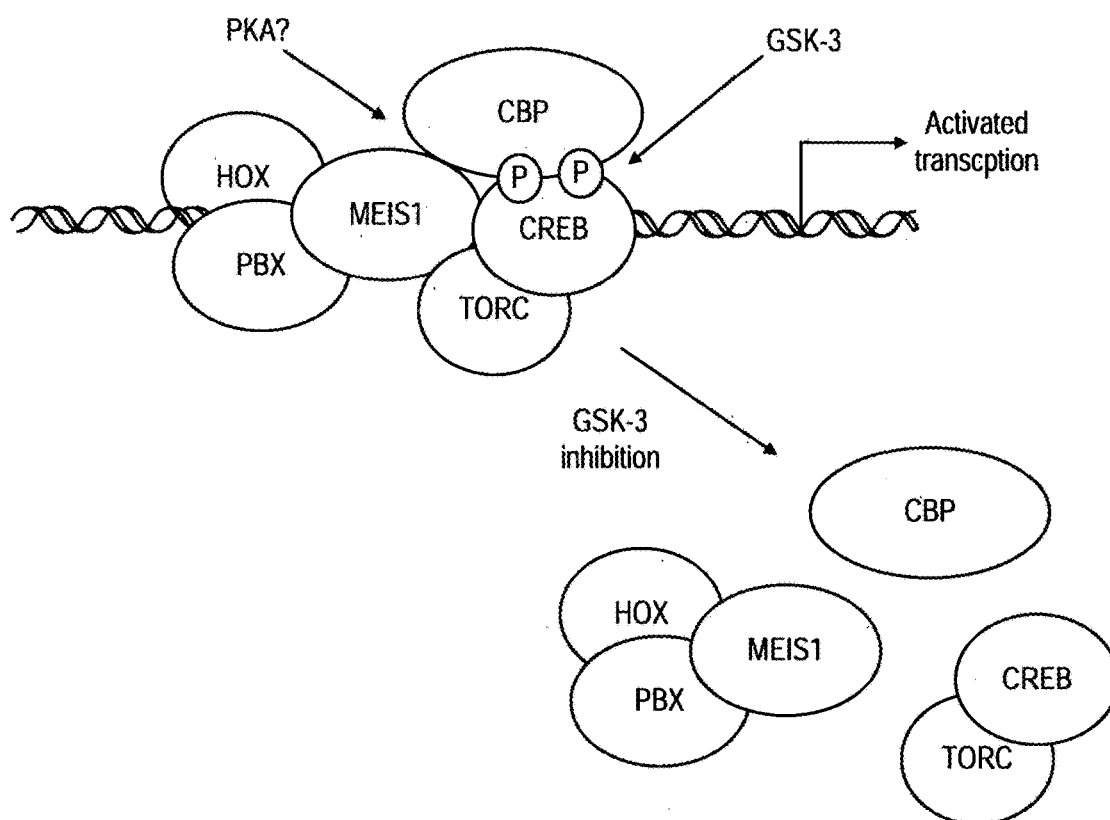 PKA?
GSK-3
CBP
Activated
transcption
HOX
P
P
MEIS1
CREB
PBX
TORC
GSK-3
inhibition
CBP
HOX
MEIS1
CREB
PBX
TORC